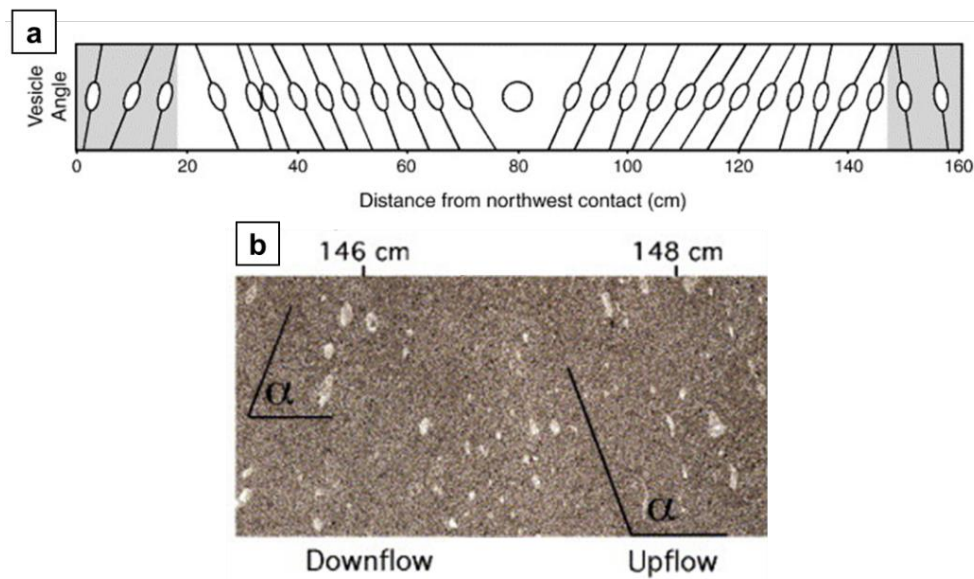 a
Vesicle
Angle
0 20 40 60 80 100 120 140 160
Distance from northwest contact (cm)
b
146 cm 148 cm
α α
Downflow Upflow